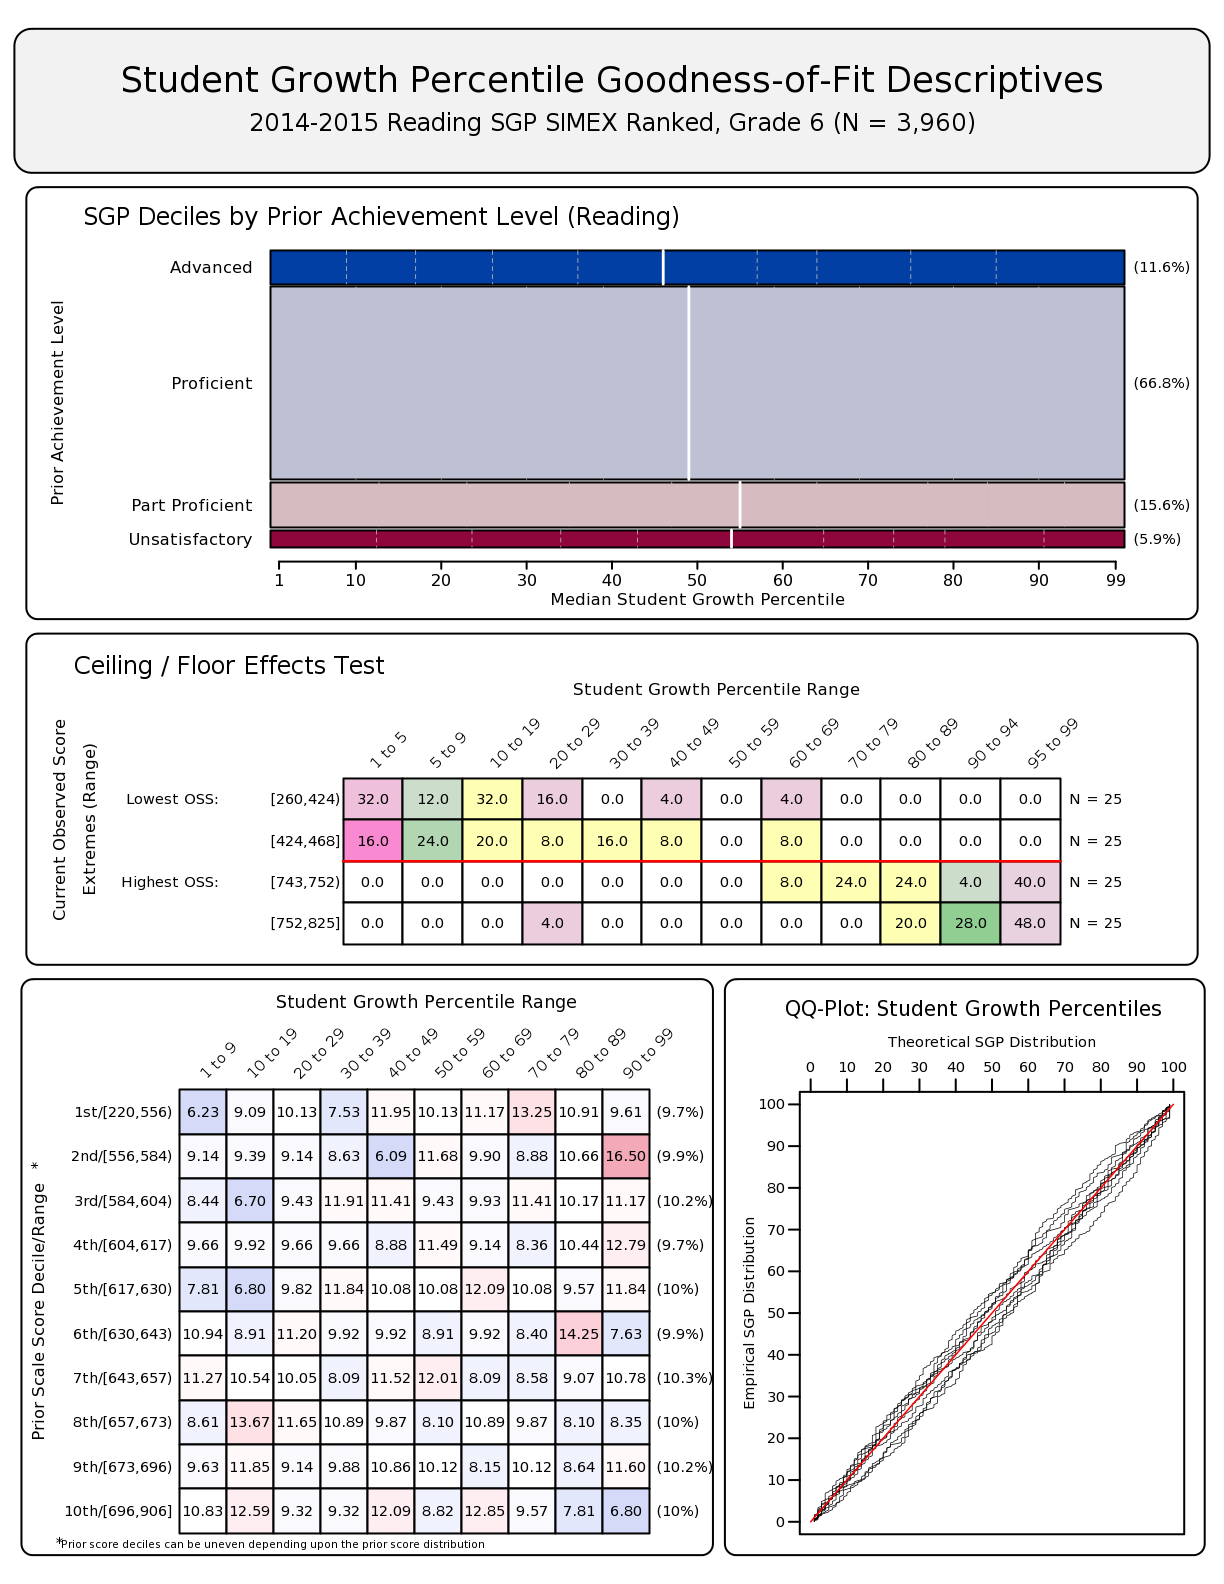 Student Growth Percentile Goodness-of-Fit Descriptives
2014-2015 Reading SGP SIMEX Ranked, Grade 6 (N = 3,960)
SGP Deciles by Prior Achievement Level (Reading)
Prior Achievement Level
Advanced (11.6%)
Proficient (66.8%)
Part Proficient (15.6%)
Unsatisfactory (5.9%)
1 10 20 30 40 50 60 70 80 90 99
Median Student Growth Percentile
Ceiling / Floor Effects Test
Student Growth Percentile Range
Current Observed Score
Extremes (Range)
1 to 5 5 to 9 10 to 19 20 to 29 30 to 39 40 to 49 50 to 59 60 to 69 70 to 79 80 to 89 90 to 94 95 to 99
Lowest OSS: [260,424) 32.0 12.0 32.0 16.0 0.0 4.0 0.0 4.0 0.0 0.0 0.0 0.0 N = 25
[424,468] 16.0 24.0 20.0 8.0 16.0 8.0 0.0 8.0 0.0 0.0 0.0 0.0 N = 25
Highest OSS: [743,752) 0.0 0.0 0.0 0.0 0.0 0.0 0.0 8.0 24.0 24.0 4.0 40.0 N = 25
[752,825] 0.0 0.0 0.0 4.0 0.0 0.0 0.0 0.0 0.0 20.0 28.0 48.0 N = 25
Student Growth Percentile Range
Prior Scale Score Decile/Range *
1 to 9 10 to 19 20 to 29 30 to 39 40 to 49 50 to 59 60 to 69 70 to 79 80 to 89 90 to 99
1st/[220,556) 6.23 9.09 10.13 7.53 11.95 10.13 11.17 13.25 10.91 9.61 (9.7%)
2nd/[556,584) 9.14 9.39 9.14 8.63 6.09 11.68 9.90 8.88 10.66 16.50 (9.9%)
3rd/[584,604) 8.44 6.70 9.43 11.91 11.41 9.43 9.93 11.41 10.17 11.17 (10.2%)
4th/[604,617) 9.66 9.92 9.66 9.66 8.88 11.49 9.14 8.36 10.44 12.79 (9.7%)
5th/[617,630) 7.81 6.80 9.82 11.84 10.08 10.08 12.09 10.08 9.57 11.84 (10%)
6th/[630,643) 10.94 8.91 11.20 9.92 9.92 8.91 9.92 8.40 14.25 7.63 (9.9%)
7th/[643,657) 11.27 10.54 10.05 8.09 11.52 12.01 8.09 8.58 9.07 10.78 (10.3%)
8th/[657,673) 8.61 13.67 11.65 10.89 9.87 8.10 10.89 9.87 8.10 8.35 (10%)
9th/[673,696) 9.63 11.85 9.14 9.88 10.86 10.12 8.15 10.12 8.64 11.60 (10.2%)
10th/[696,906] 10.83 12.59 9.32 9.32 12.09 8.82 12.85 9.57 7.81 6.80 (10%)
*Prior score deciles can be uneven depending upon the prior score distribution
QQ-Plot: Student Growth Percentiles
Theoretical SGP Distribution
0 10 20 30 40 50 60 70 80 90 100
Empirical SGP Distribution
100
90
80
70
60
50
40
30
20
10
0